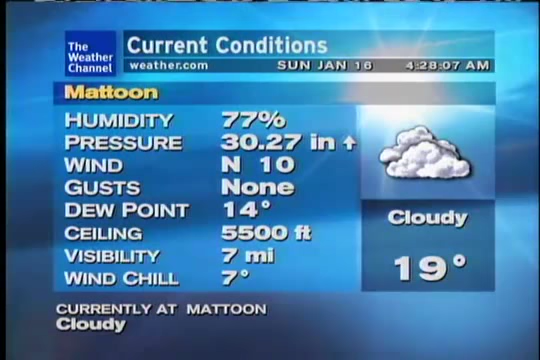 The Weather Channel
Current Conditions
weather.com SUN JAN 16 4:28:07 AM
Mattoon
HUMIDITY 77%
PRESSURE 30.27 in ↑
WIND N 10
GUSTS None
DEW POINT 14°
CEILING 5500 ft
VISIBILITY 7 mi
WIND CHILL 7°
Cloudy
19°
CURRENTLY AT MATTOON
Cloudy